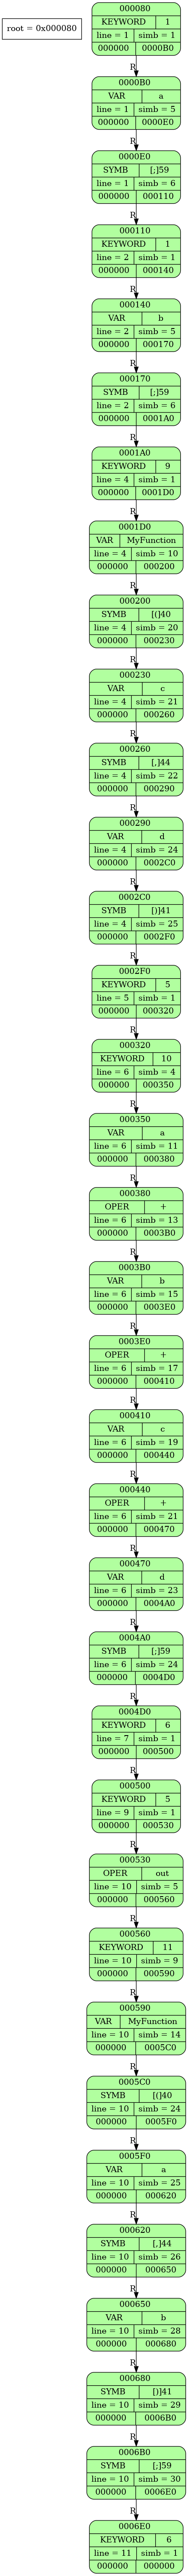 root = 0x000080
000080
KEYWORD 1
line = 1 simb = 1
000000 0000B0
R
0000B0
VAR a
line = 1 simb = 5
000000 0000E0
R
0000E0
SYMB [;]59
line = 1 simb = 6
000000 000110
R
000110
KEYWORD 1
line = 2 simb = 1
000000 000140
R
000140
VAR b
line = 2 simb = 5
000000 000170
R
000170
SYMB [;]59
line = 2 simb = 6
000000 0001A0
R
0001A0
KEYWORD 9
line = 4 simb = 1
000000 0001D0
R
0001D0
VAR MyFunction
line = 4 simb = 10
000000 000200
R
000200
SYMB [(]40
line = 4 simb = 20
000000 000230
R
000230
VAR c
line = 4 simb = 21
000000 000260
R
000260
SYMB [,]44
line = 4 simb = 22
000000 000290
R
000290
VAR d
line = 4 simb = 24
000000 0002C0
R
0002C0
SYMB [)]41
line = 4 simb = 25
000000 0002F0
R
0002F0
KEYWORD 5
line = 5 simb = 1
000000 000320
R
000320
KEYWORD 10
line = 6 simb = 4
000000 000350
R
000350
VAR a
line = 6 simb = 11
000000 000380
R
000380
OPER +
line = 6 simb = 13
000000 0003B0
R
0003B0
VAR b
line = 6 simb = 15
000000 0003E0
R
0003E0
OPER +
line = 6 simb = 17
000000 000410
R
000410
VAR c
line = 6 simb = 19
000000 000440
R
000440
OPER +
line = 6 simb = 21
000000 000470
R
000470
VAR d
line = 6 simb = 23
000000 0004A0
R
0004A0
SYMB [;]59
line = 6 simb = 24
000000 0004D0
R
0004D0
KEYWORD 6
line = 7 simb = 1
000000 000500
R
000500
KEYWORD 5
line = 9 simb = 1
000000 000530
R
000530
OPER out
line = 10 simb = 5
000000 000560
R
000560
KEYWORD 11
line = 10 simb = 9
000000 000590
R
000590
VAR MyFunction
line = 10 simb = 14
000000 0005C0
R
0005C0
SYMB [(]40
line = 10 simb = 24
000000 0005F0
R
0005F0
VAR a
line = 10 simb = 25
000000 000620
R
000620
SYMB [,]44
line = 10 simb = 26
000000 000650
R
000650
VAR b
line = 10 simb = 28
000000 000680
R
000680
SYMB [)]41
line = 10 simb = 29
000000 0006B0
R
0006B0
SYMB [;]59
line = 10 simb = 30
000000 0006E0
R
0006E0
KEYWORD 6
line = 11 simb = 1
000000 000000